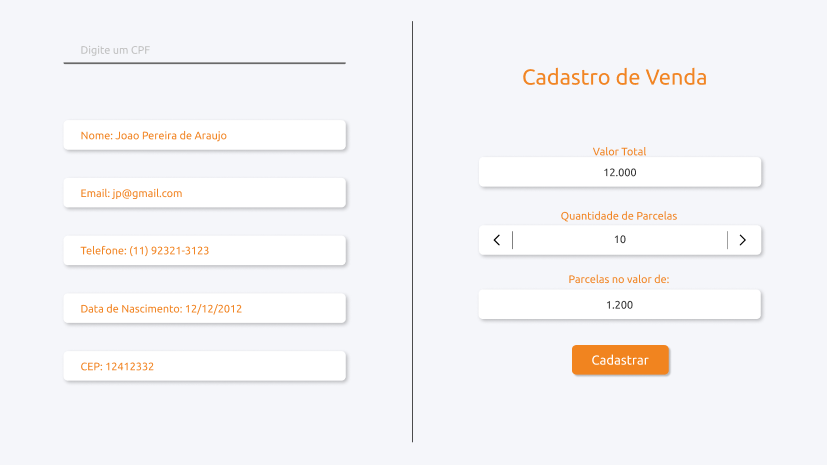 Digite um CPF
Nome: Joao Pereira de Araujo
Email: jp@gmail.com
Telefone: (11) 92321-3123
Data de Nascimento: 12/12/2012
CEP: 12412332
Cadastro de Venda
Valor Total
12.000
Quantidade de Parcelas
10
Parcelas no valor de:
1.200
Cadastrar